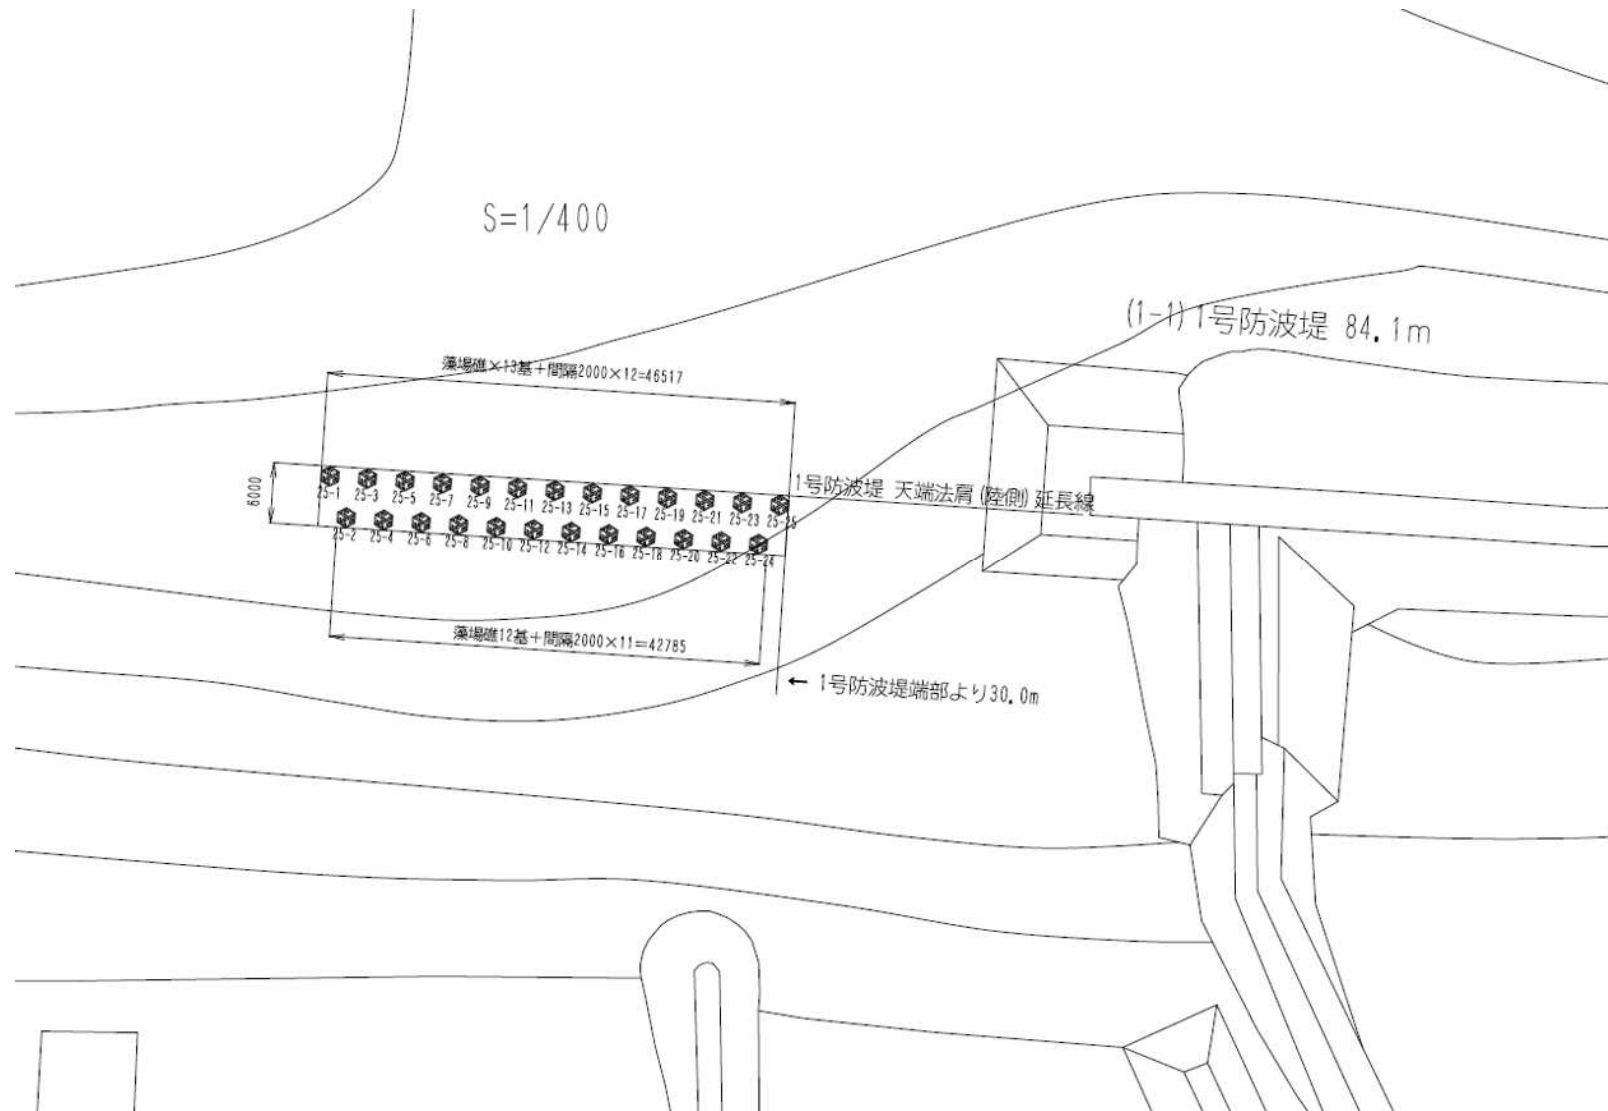 S=1/400
(1-1) 1号防波堤 84.1m
藻場礁×13基+間隔2000×12=46517
6000
1号防波堤 天端法肩(陸側)延長線
25-1 25-3 25-5 25-7 25-9 25-11 25-13 25-15 25-17 25-19 25-21 25-23 25-25
25-2 25-4 25-6 25-8 25-10 25-12 25-14 25-16 25-18 25-20 25-22 25-24
藻場礁12基+間隔2000×11=42785
← 1号防波堤端部より30.0m